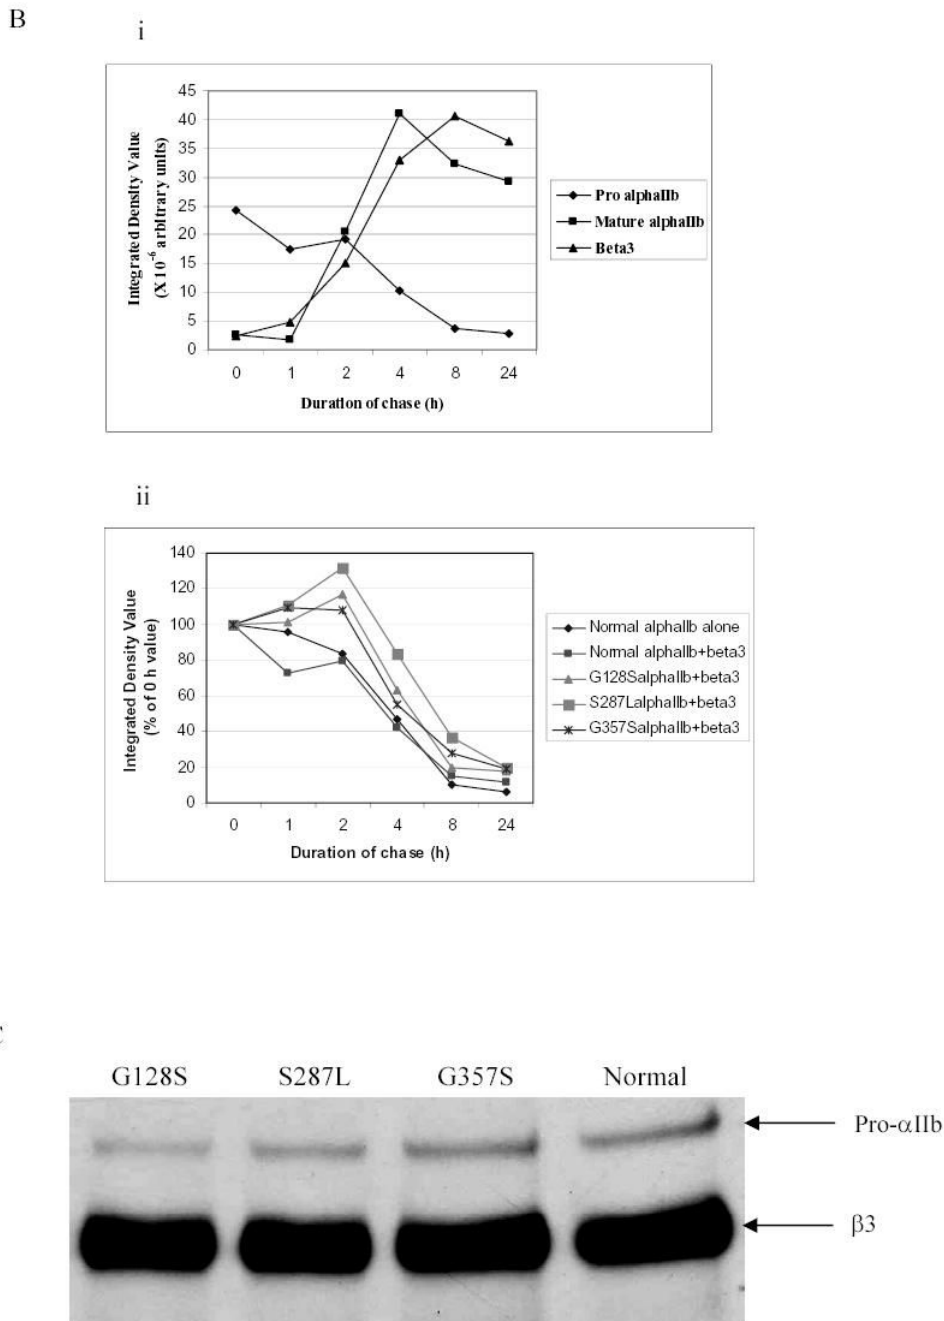 B
i
45
40
35
30
25
20
15
10
5
0
Integrated Density Value
(X10⁻⁶ arbitrary units)
0 1 2 4 8 24
Duration of chase (h)
Pro alphaIIb
Mature alphaIIb
Beta3
ii
140
120
100
80
60
40
20
0
Integrated Density Value
(% of 0 h value)
0 1 2 4 8 24
Duration of chase (h)
Normal alphaIIb alone
Normal alphaIIb+beta3
G128SalphaIIb+beta3
S287LalphaIIb+beta3
G357SalphaIIb+beta3
G128S S287L G357S Normal
Pro-αIIb
β3